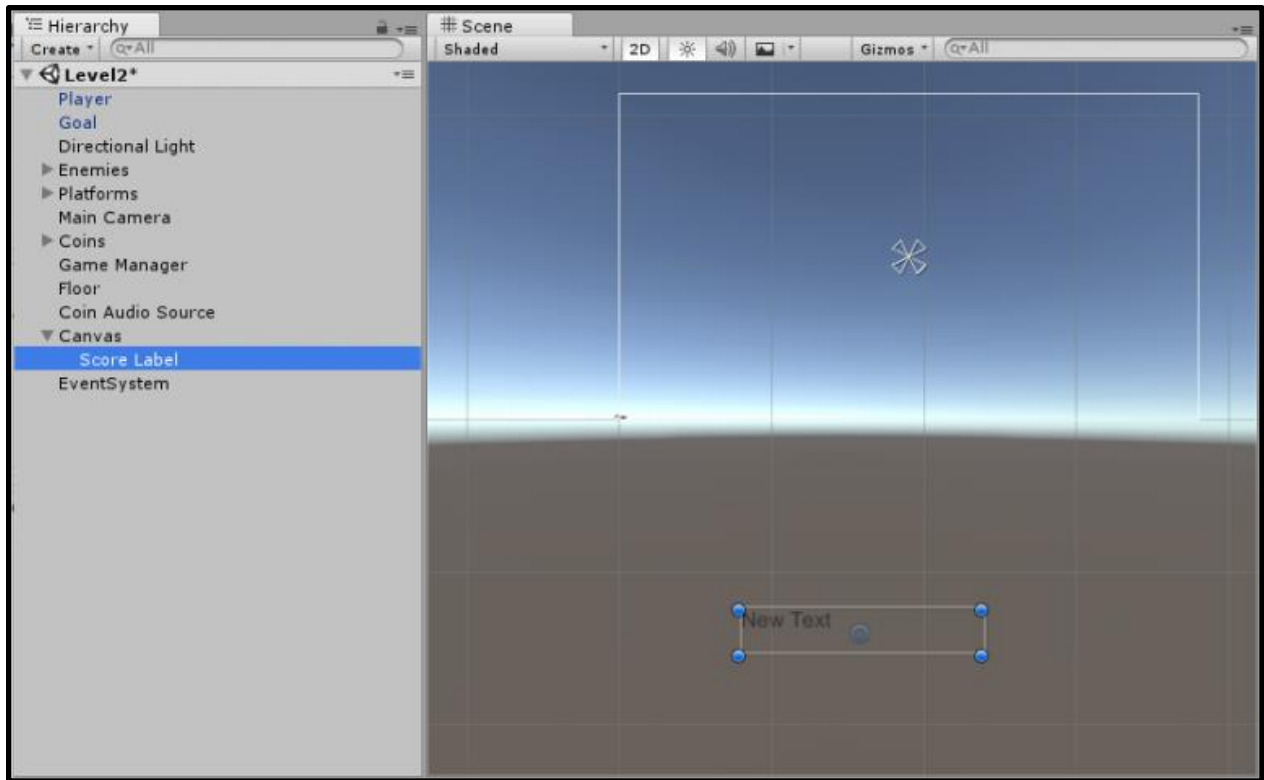 Hierarchy
Create All
Level2*
Player
Goal
Directional Light
Enemies
Platforms
Main Camera
Coins
Game Manager
Floor
Coin Audio Source
Canvas
Score Label
EventSystem
# Scene
Shaded 2D Gizmos All
New Text